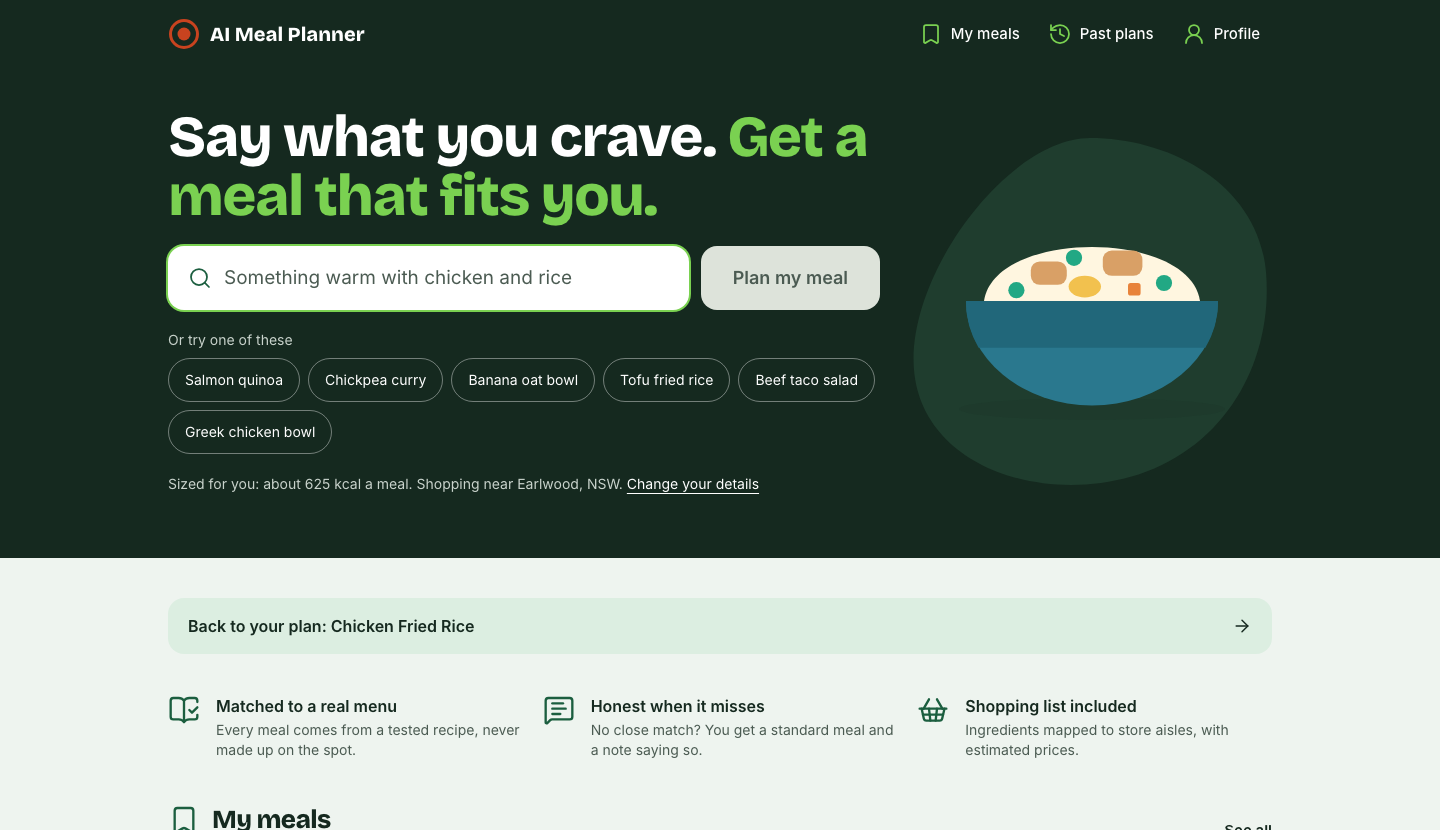 AI Meal Planner
My meals
Past plans
Profile
Say what you crave. Get a
meal that fits you.
Something warm with chicken and rice
Plan my meal
Or try one of these
Salmon quinoa
Chickpea curry
Banana oat bowl
Tofu fried rice
Beef taco salad
Greek chicken bowl
Sized for you: about 625 kcal a meal. Shopping near Earlwood, NSW. Change your details
Back to your plan: Chicken Fried Rice
Matched to a real menu
Every meal comes from a tested recipe, never
made up on the spot.
Honest when it misses
No close match? You get a standard meal and
a note saying so.
Shopping list included
Ingredients mapped to store aisles, with
estimated prices.
My meals
See all